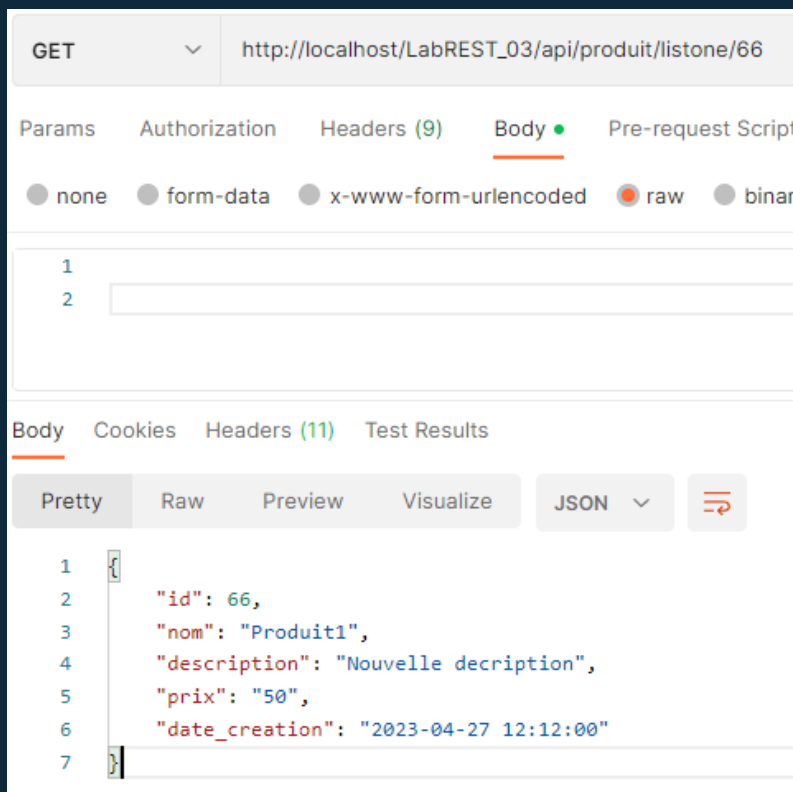 GET http://localhost/LabREST_03/api/produit/listone/66
Params Authorization Headers (9) Body Pre-request Script
none form-data x-www-form-urlencoded raw binar
1
2
Body Cookies Headers (11) Test Results
Pretty Raw Preview Visualize JSON
1 {
2 "id": 66,
3 "nom": "Produit1",
4 "description": "Nouvelle decription",
5 "prix": "50",
6 "date_creation": "2023-04-27 12:12:00"
7 }